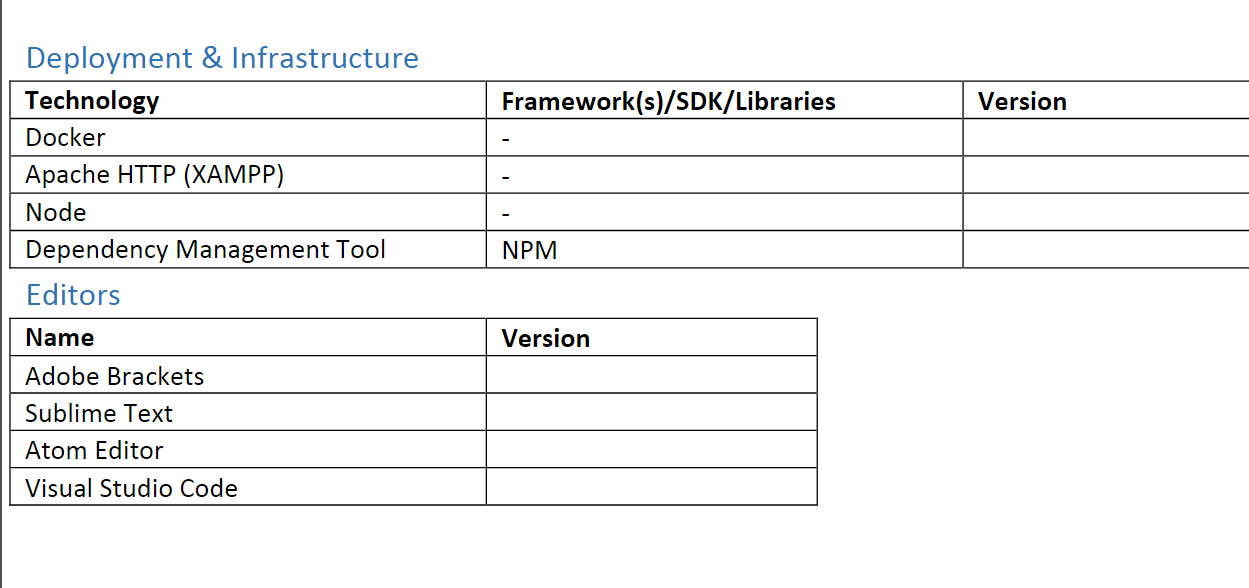 Deployment & Infrastructure
Technology Framework(s)/SDK/Libraries Version
Docker -
Apache HTTP (XAMPP) -
Node -
Dependency Management Tool NPM
Editors
Name Version
Adobe Brackets
Sublime Text
Atom Editor
Visual Studio Code